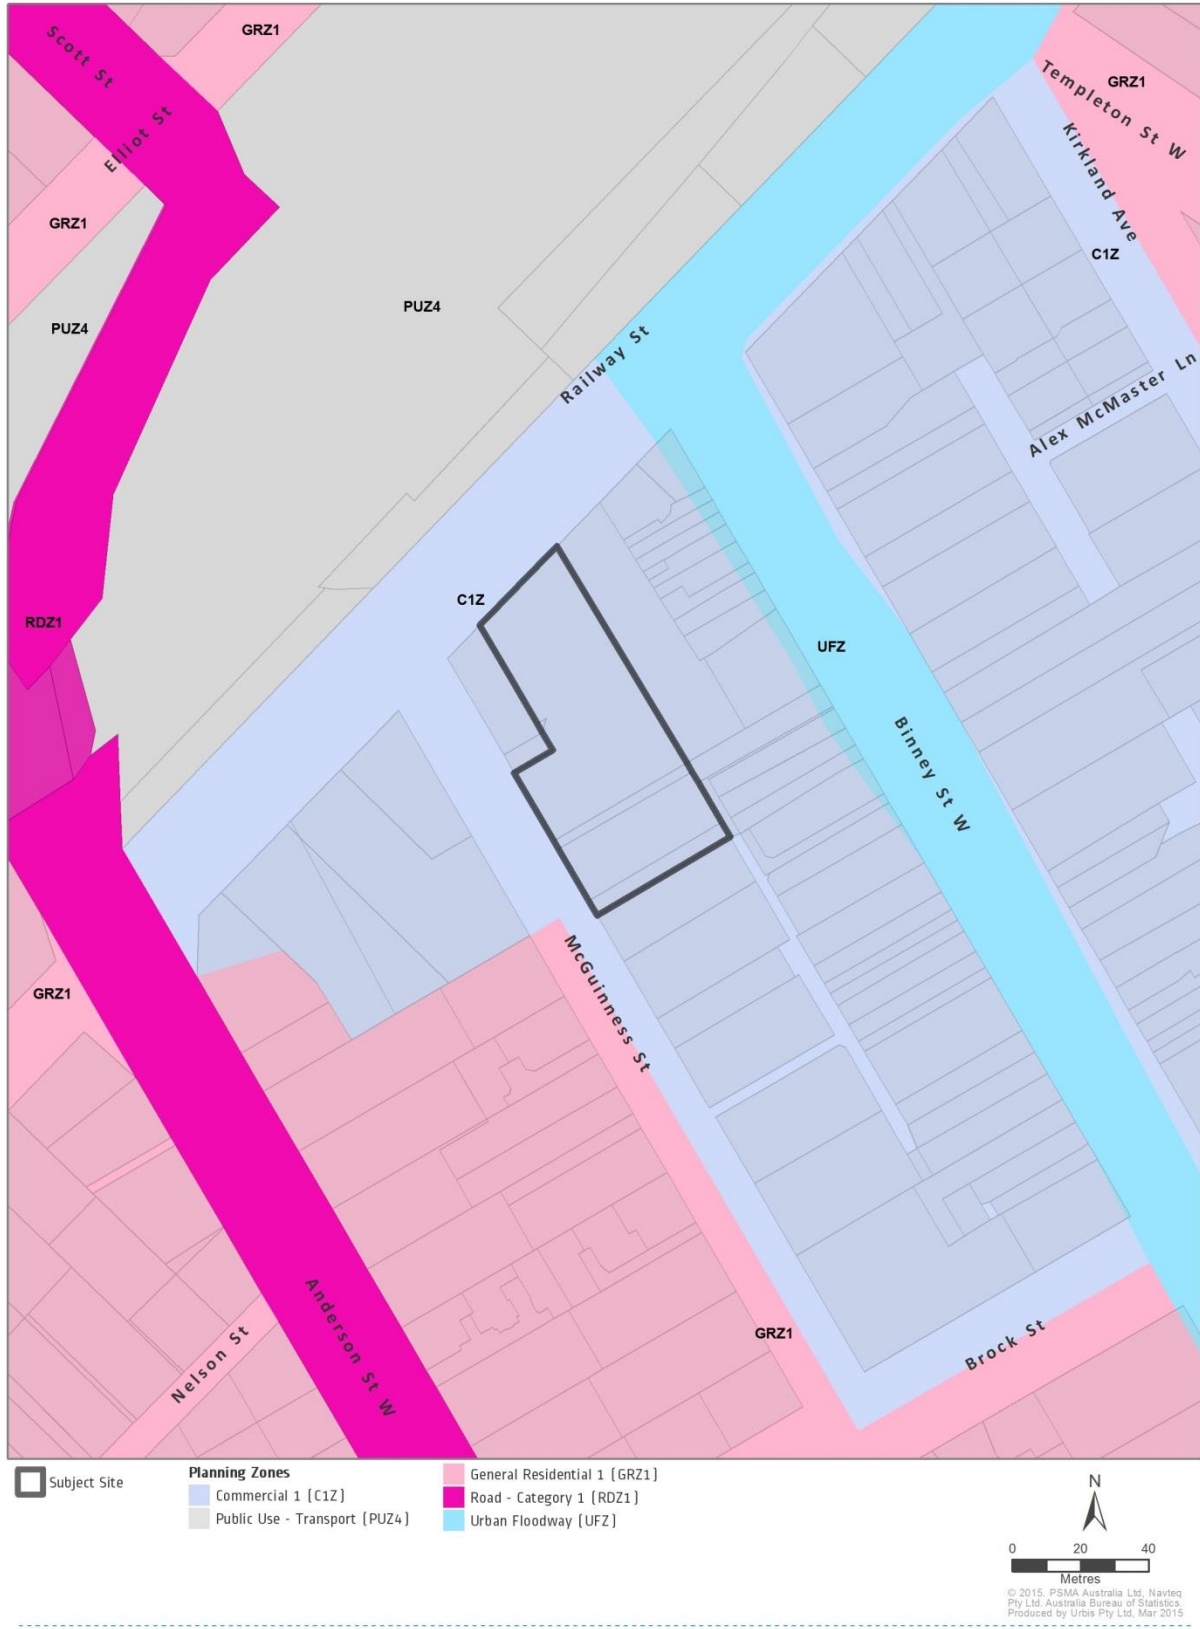 GRZ1
Scott St
Elliot St
GRZ1
Templeton St W
Kirkland Ave
GRZ1
C1Z
PUZ4
PUZ4
Railway St
Alex McMaster Ln
C1Z
RDZ1
UFZ
Binney St W
McGuinness St
GRZ1
Anderson St W
Nelson St
GRZ1
Brock St
Subject Site
Planning Zones
Commercial 1 (C1Z)
Public Use - Transport (PUZ4)
General Residential 1 (GRZ1)
Road - Category 1 (RDZ1)
Urban Floodway (UFZ)
N
0 20 40
Metres
© 2015. PSMA Australia Ltd, Navteq
Pty Ltd. Australia Bureau of Statistics
Produced by Urbis Pty Ltd, Mar 2015